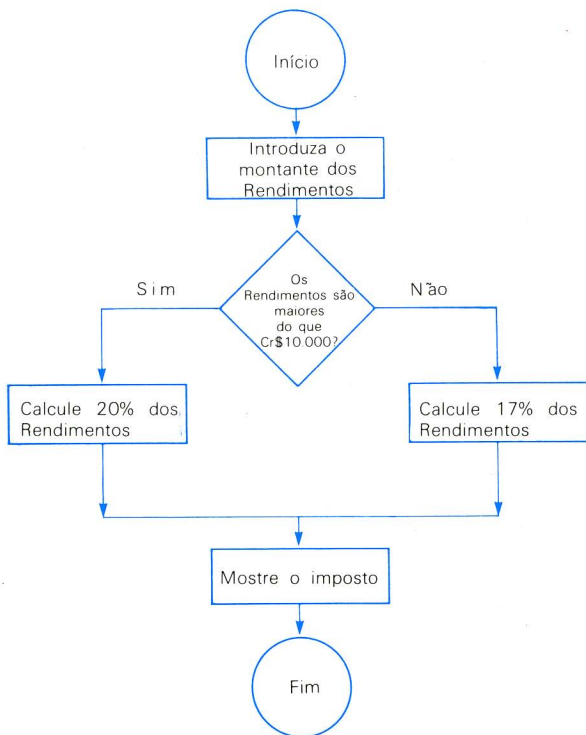 Início
Introduza o
montante dos
Rendimentos
Os
Rendimentos são
maiores
do que
Cr$10.000?
Sim
Não
Calcule 20% dos
Rendimentos
Calcule 17% dos
Rendimentos
Mostre o imposto
Fim